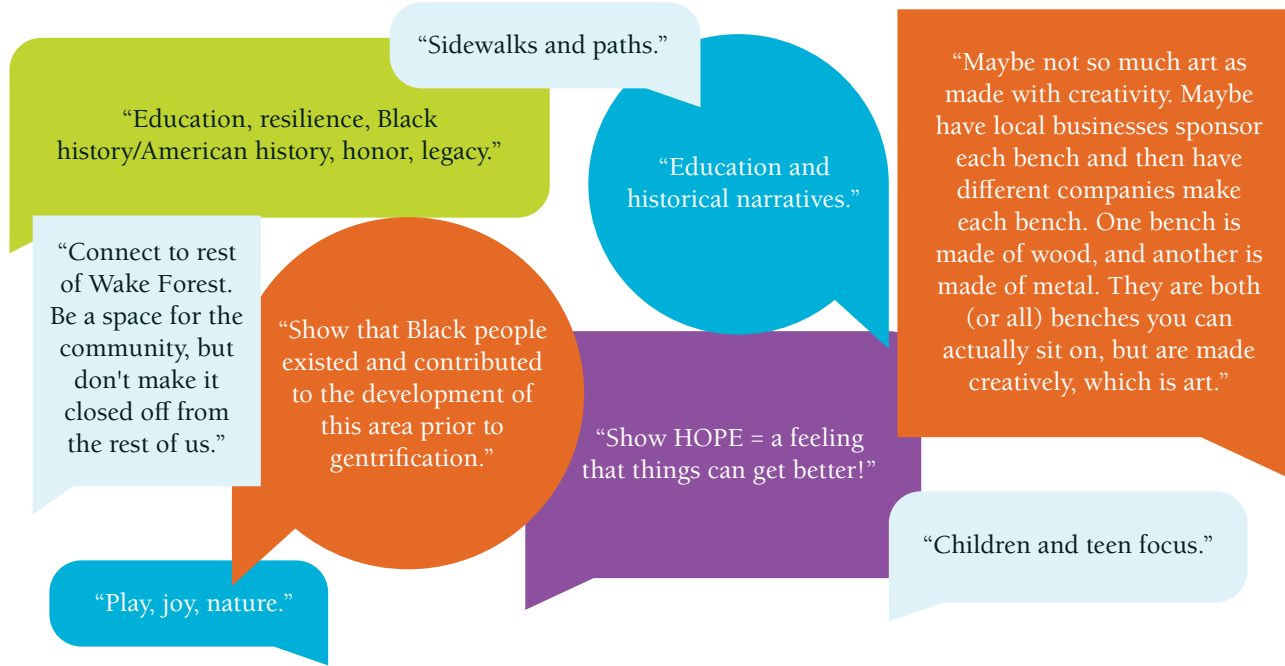 “Sidewalks and paths.”
“Education, resilience, Black
history/American history, honor, legacy.”
“Education and
historical narratives.”
“Maybe not so much art as
made with creativity. Maybe
have local businesses sponsor
each bench and then have
different companies make
each bench. One bench is
made of wood, and another is
made of metal. They are both
(or all) benches you can
actually sit on, but are made
creatively, which is art.”
“Connect to rest
of Wake Forest.
Be a space for the
community, but
don't make it
closed off from
the rest of us.”
“Show that Black people
existed and contributed
to the development of
this area prior to
gentrification.”
“Show HOPE = a feeling
that things can get better!”
“Children and teen focus.”
“Play, joy, nature.”